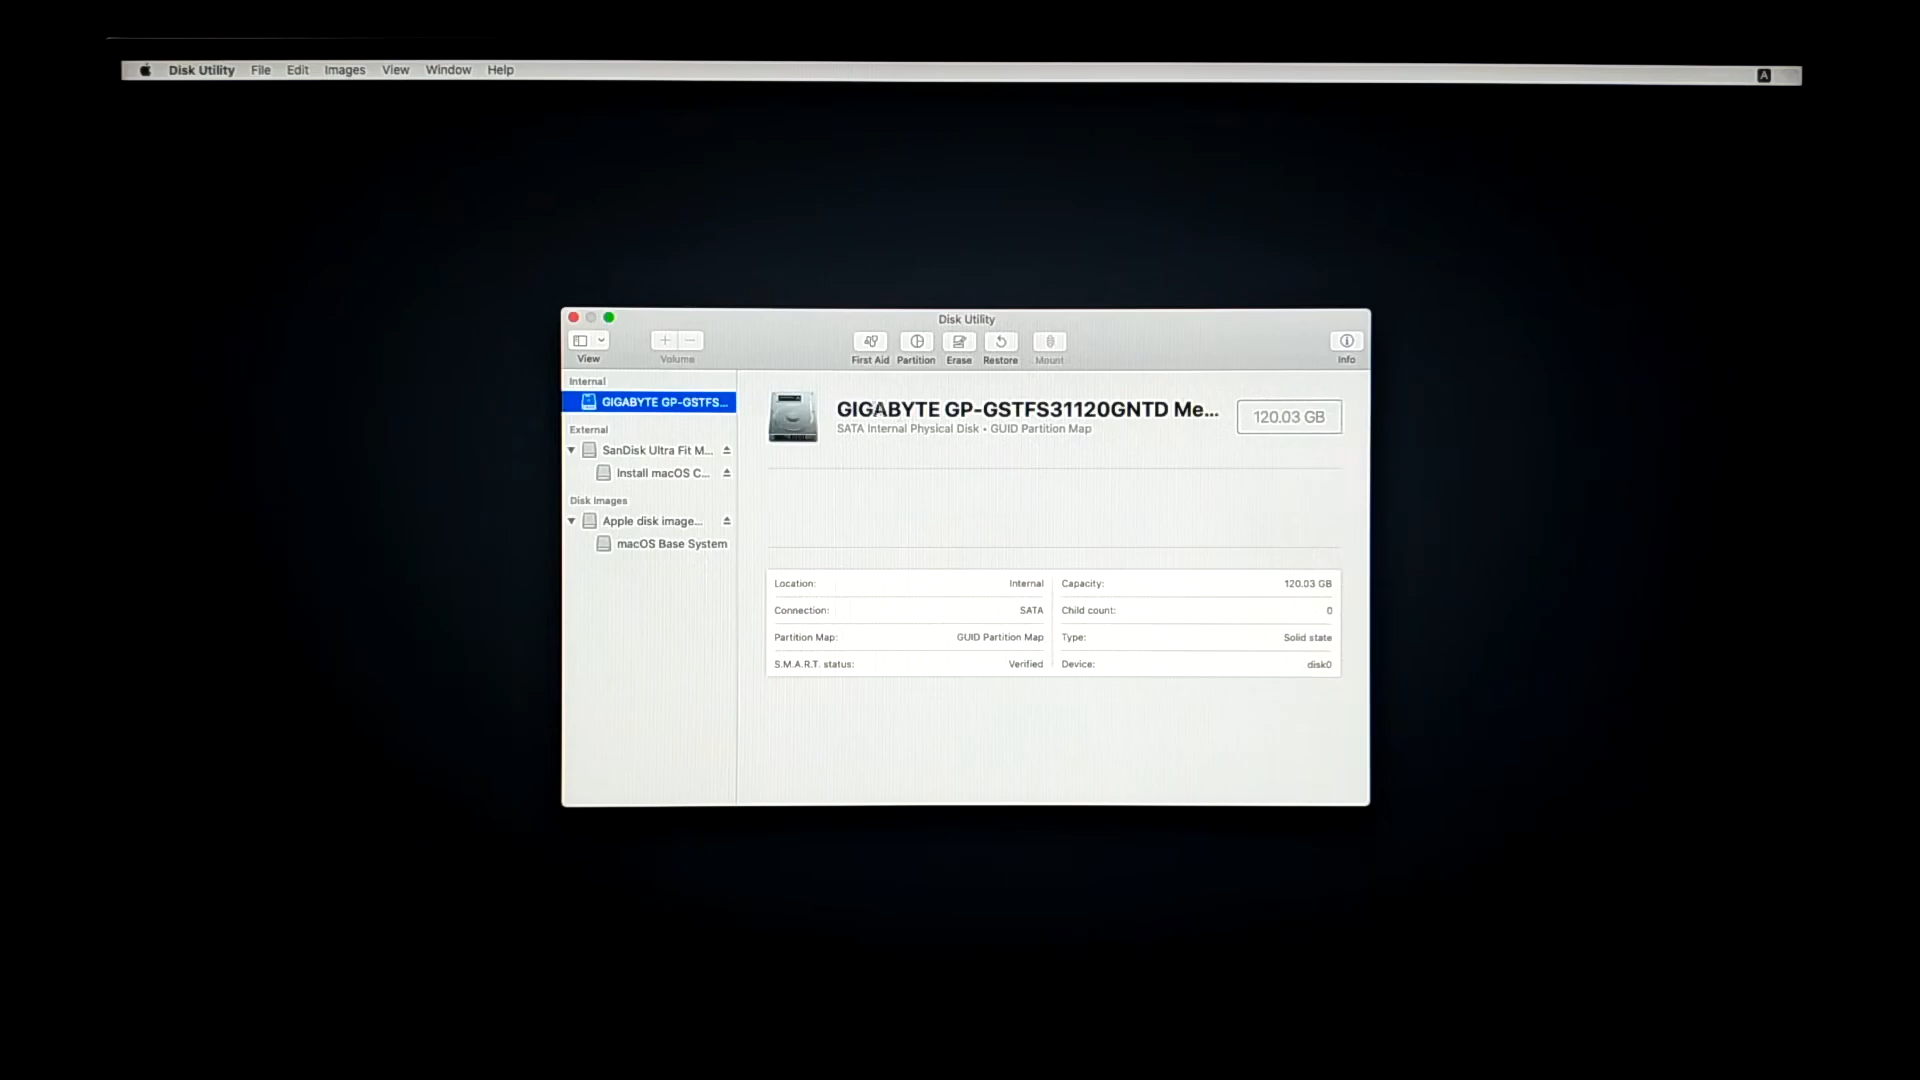 Disk Utility File Edit Images View Window Help A
Disk Utility
View Volume First Aid Partition Erase Restore Mount Info
Internal
GIGABYTE GP-GSTFS...
External
SanDisk Ultra Fit M...
Install macOS C...
Disk Images
Apple disk image...
macOS Base System
GIGABYTE GP-GSTFS31120GNTD Me...
SATA Internal Physical Disk • GUID Partition Map
120.03 GB
Location: Internal
Capacity: 120.03 GB
Connection: SATA
Child count: 0
Partition Map: GUID Partition Map
Type: Solid state
S.M.A.R.T. status: Verified
Device: disk0